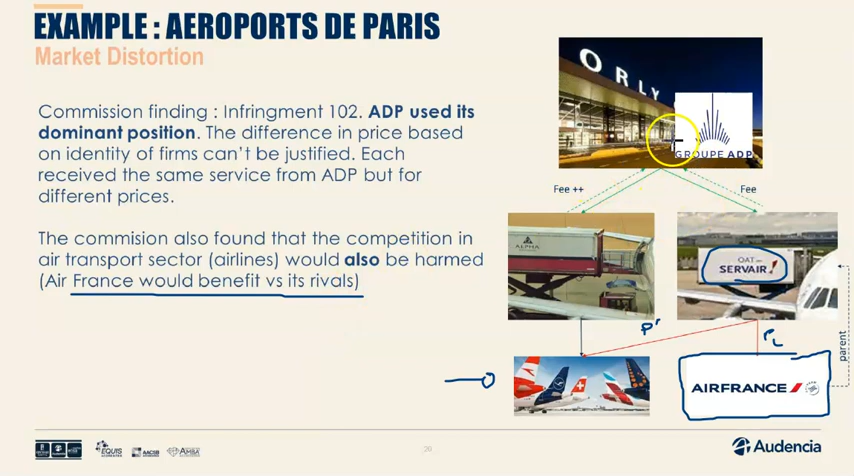 EXAMPLE : AEROPORTS DE PARIS
Market Distortion
Commission finding : Infringment 102. ADP used its
dominant position. The difference in price based
on identity of firms can't be justified. Each
received the same service from ADP but for
different prices.
The commision also found that the competition in
air transport sector (airlines) would also be harmed
(Air France would benefit vs its rivals)
ORLY
GROUPE ADP
Fee ++
Fee
ALPHA
OAT
SERVAIR
P'
parent
AIRFRANCE
EQUIS
ACCREDITED
AACSB
AMBA
39
Audencia